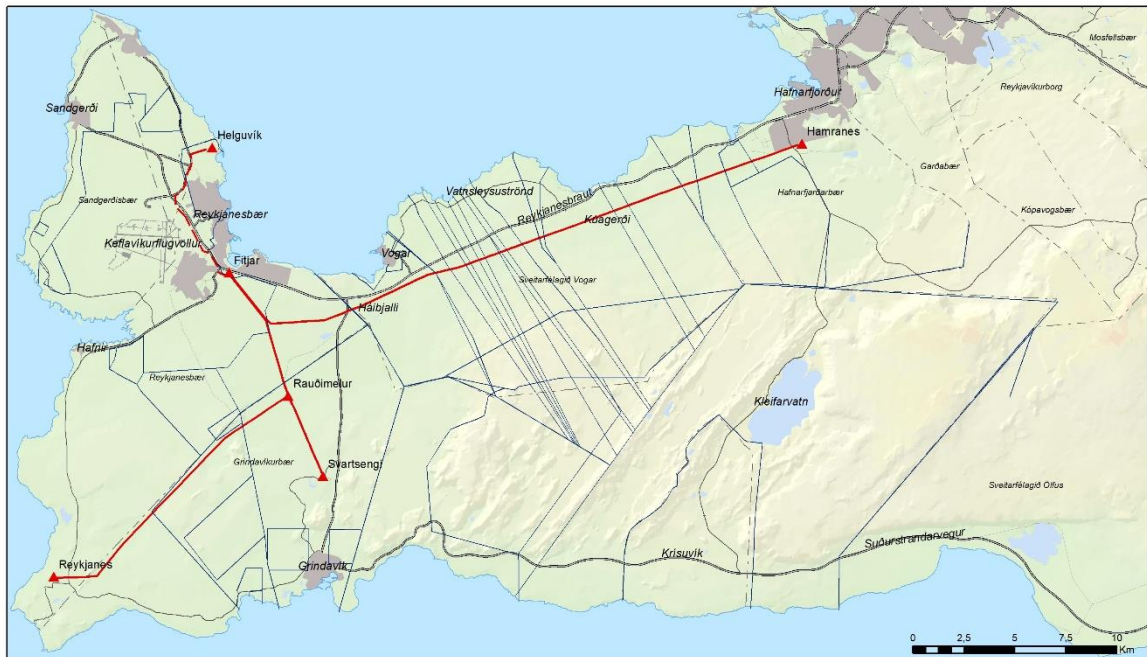 Mosfellsbær
Sandgerði
Hafnarfjörður
Reykjavíkurborg
Helguvík
Hamranes
Garðabær
Vatnsleysuströnd
Hafnarfjarðarbær
Sandgerðisbær
Reykjanesbær
Reykjanesbraut
Kúagerði
Kópavogsbær
Keflavíkurflugvöllur
Vogar
Fitjar
Sveitarfélagið Vogar
Háibjalli
Hafnir
Reykjanesbær
Rauðimelur
Kleifarvatn
Grindavíkurbær
Svartsengi
Sveitarfélagið Ölfus
Suðurstrandarvegur
Krisuvík
Reykjanes
Grindavík
0 2,5 5 7,5 10
Km